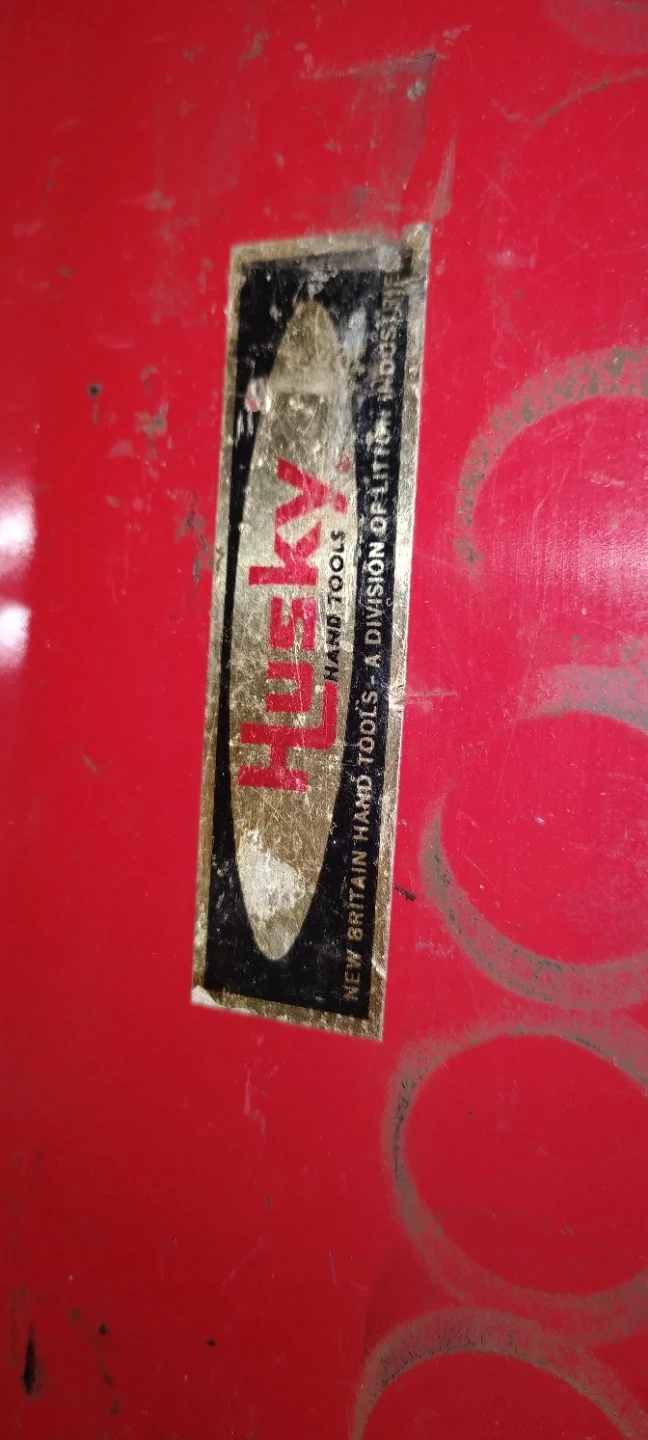 Husky
HAND TOOLS
NEW BRITAIN HAND TOOLS - A DIVISION OF LITTON